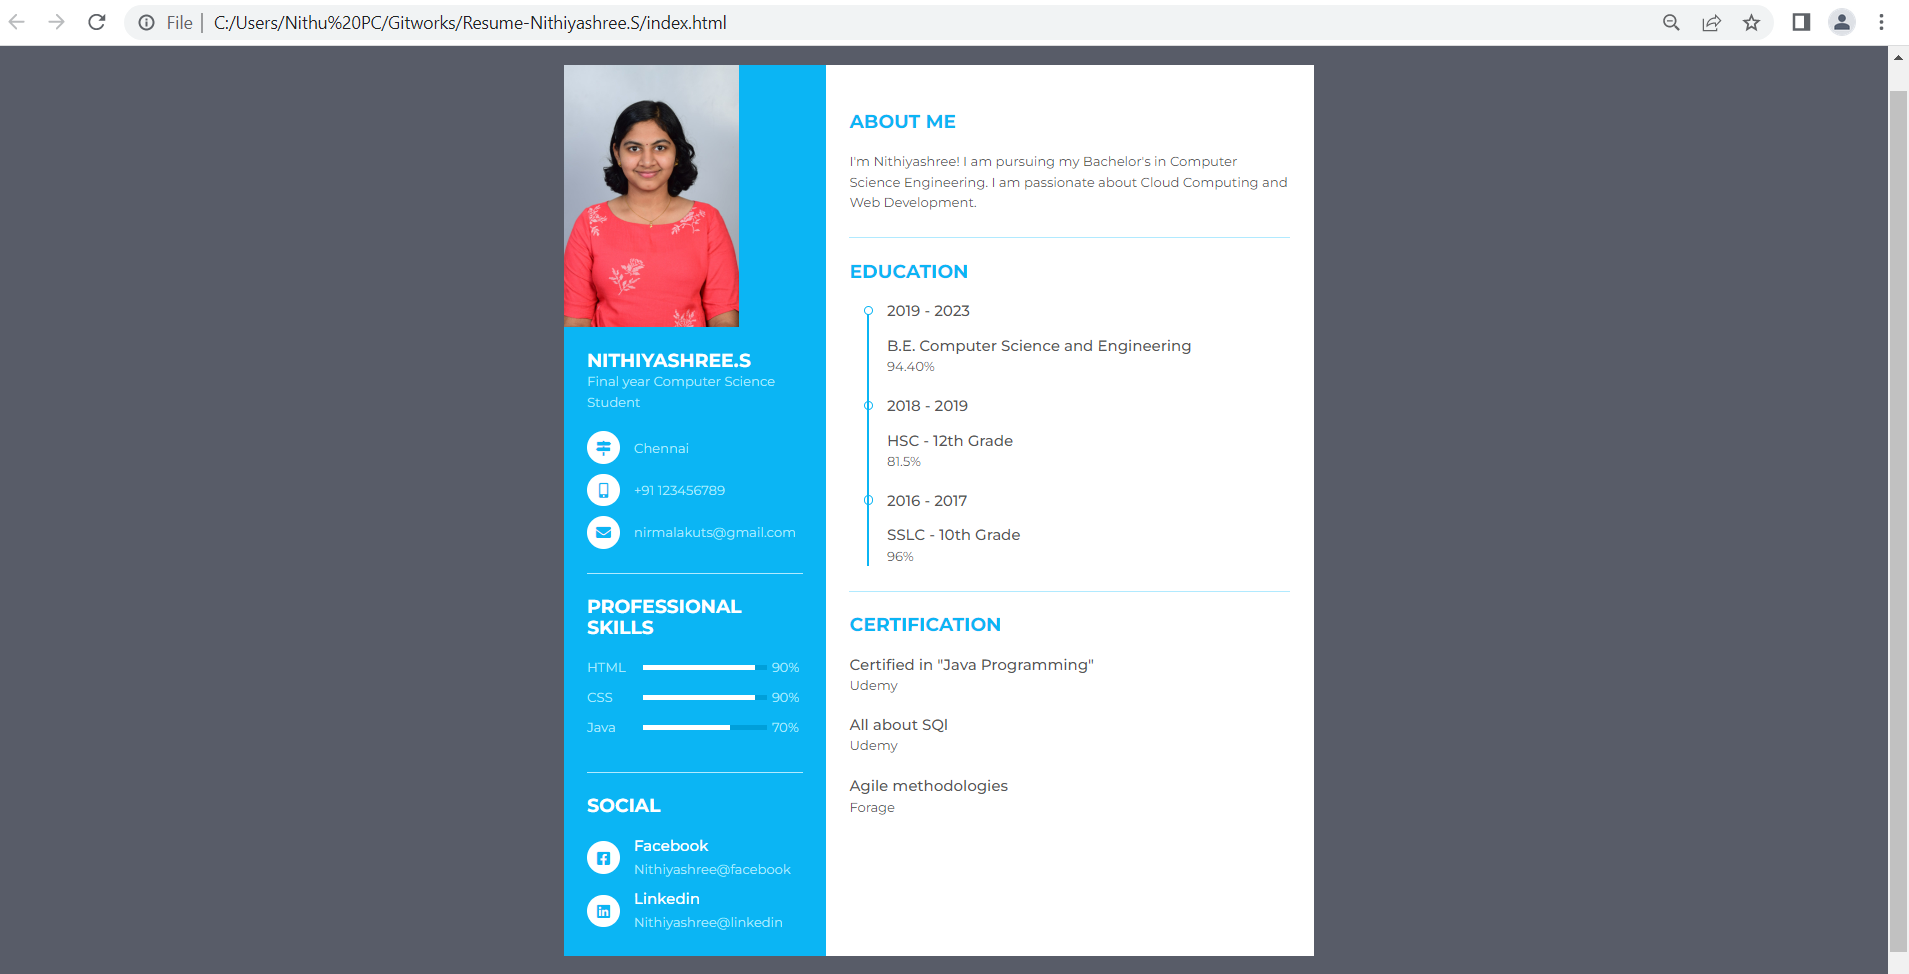 File | C:/Users/Nithu%20PC/Gitworks/Resume-Nithiyashree.S/index.html
NITHIYASHREE.S
Final year Computer Science
Student
Chennai
+91 123456789
nirmalakuts@gmail.com
PROFESSIONAL
SKILLS
HTML 90%
CSS 90%
Java 70%
SOCIAL
Facebook
Nithiyashree@facebook
Linkedin
Nithiyashree@linkedin
ABOUT ME
I'm Nithiyashree! I am pursuing my Bachelor's in Computer
Science Engineering. I am passionate about Cloud Computing and
Web Development.
EDUCATION
2019 - 2023
B.E. Computer Science and Engineering
94.40%
2018 - 2019
HSC - 12th Grade
81.5%
2016 - 2017
SSLC - 10th Grade
96%
CERTIFICATION
Certified in "Java Programming"
Udemy
All about SQl
Udemy
Agile methodologies
Forage